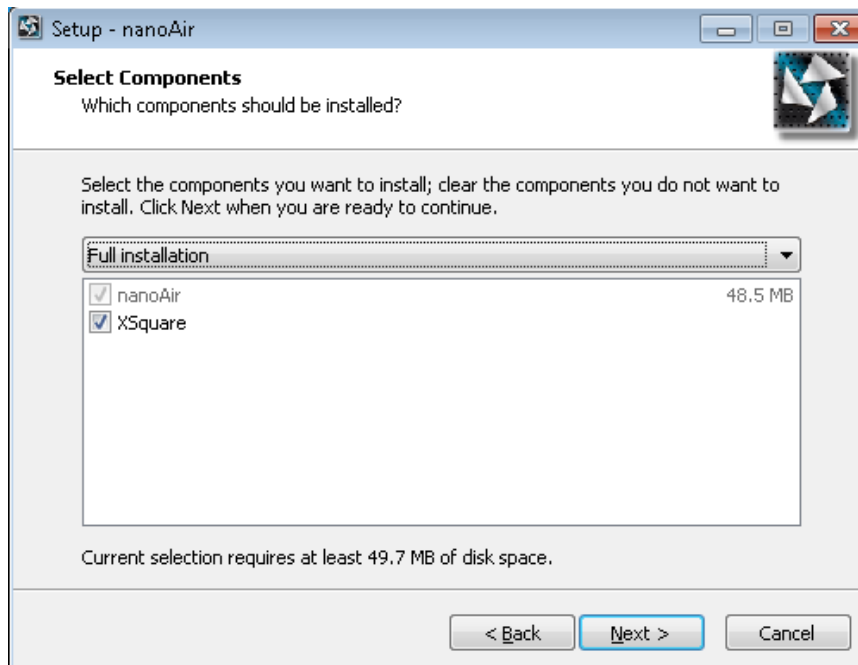 Setup - nanoAir
Select Components
Which components should be installed?
Select the components you want to install; clear the components you do not want to
install. Click Next when you are ready to continue.
Full installation
nanoAir 48.5 MB
XSquare
Current selection requires at least 49.7 MB of disk space.
< Back Next > Cancel